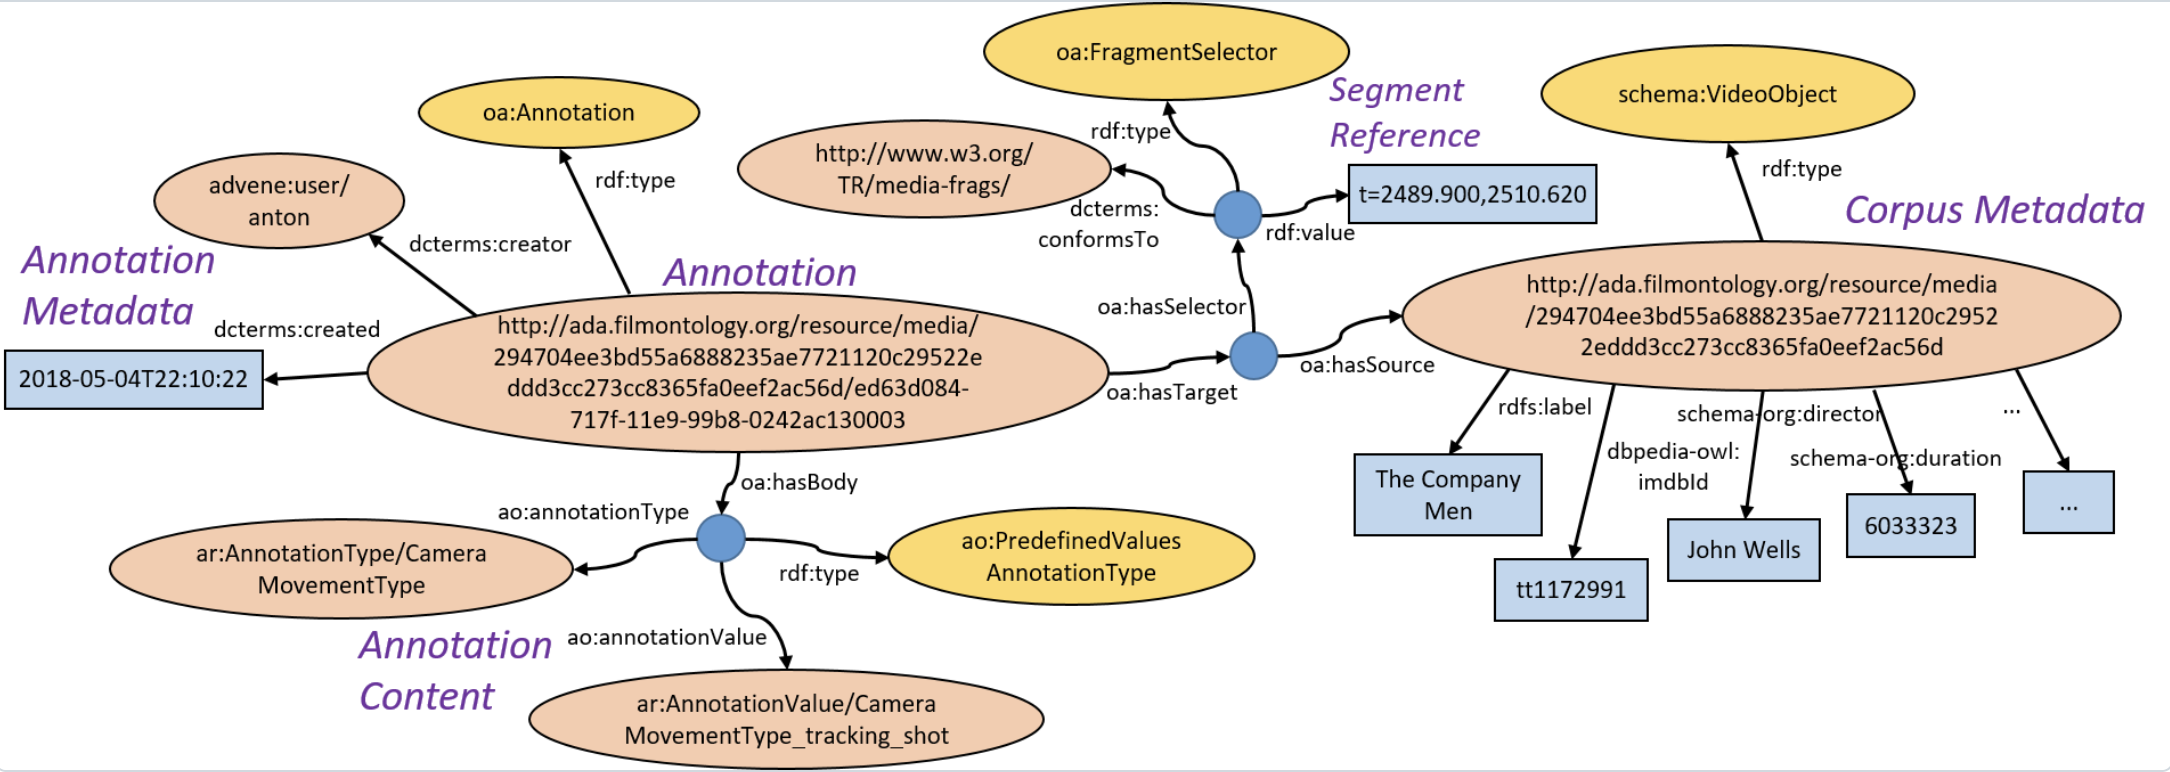 oa:FragmentSelector
Segment
Reference
schema:VideoObject
oa:Annotation
rdf:type
http://www.w3.org/
TR/media-frags/
rdf:type
rdf:type
advene:user/
anton
t=2489.900,2510.620
dcterms:
conformsTo
rdf:value
Corpus Metadata
dcterms:creator
Annotation
Metadata
Annotation
oa:hasSelector
http://ada.filmontology.org/resource/media
/294704ee3bd55a6888235ae7721120c2952
2eddd3cc273cc8365fa0eef2ac56d
dcterms:created
2018-05-04T22:10:22
http://ada.filmontology.org/resource/media/
294704ee3bd55a6888235ae7721120c29522e
ddd3cc273cc8365fa0eef2ac56d/ed63d084-
717f-11e9-99b8-0242ac130003
oa:hasTarget
oa:hasSource
rdfs:label
schema-org:director
...
dbpedia-owl:
imdbId
schema-org:duration
The Company
Men
tt1172991
John Wells
6033323
...
oa:hasBody
ao:annotationType
ar:AnnotationType/Camera
MovementType
rdf:type
ao:PredefinedValues
AnnotationType
Annotation
Content
ao:annotationValue
ar:AnnotationValue/Camera
MovementType_tracking_shot